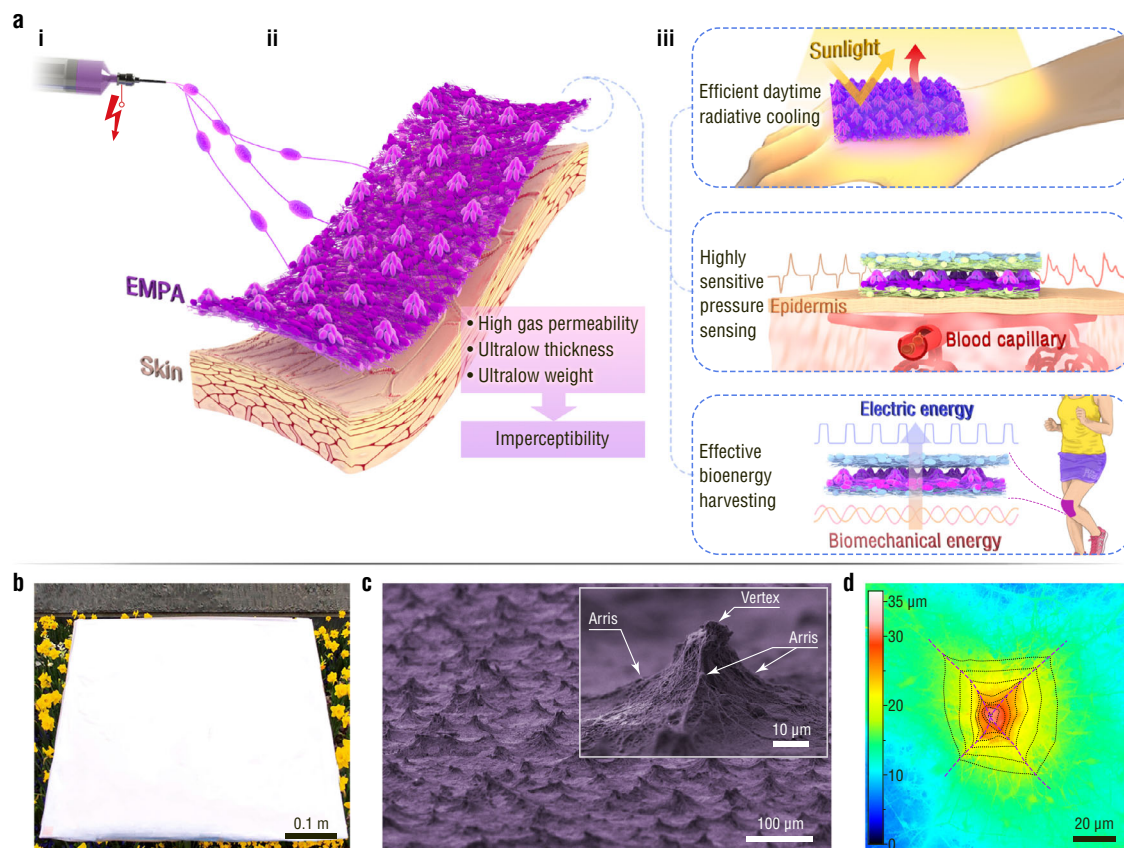 a
i
ii
iii
EMPA
Skin
• High gas permeability
• Ultralow thickness
• Ultralow weight
Imperceptibility
Sunlight
Efficient daytime
radiative cooling
Highly
sensitive
pressure
sensing
Epidermis
Blood capillary
Electric energy
Effective
bioenergy
harvesting
Biomechanical energy
b
0.1 m
c
Vertex
Arris
Arris
10 µm
100 µm
d
35 µm
30
20
10
0
20 µm